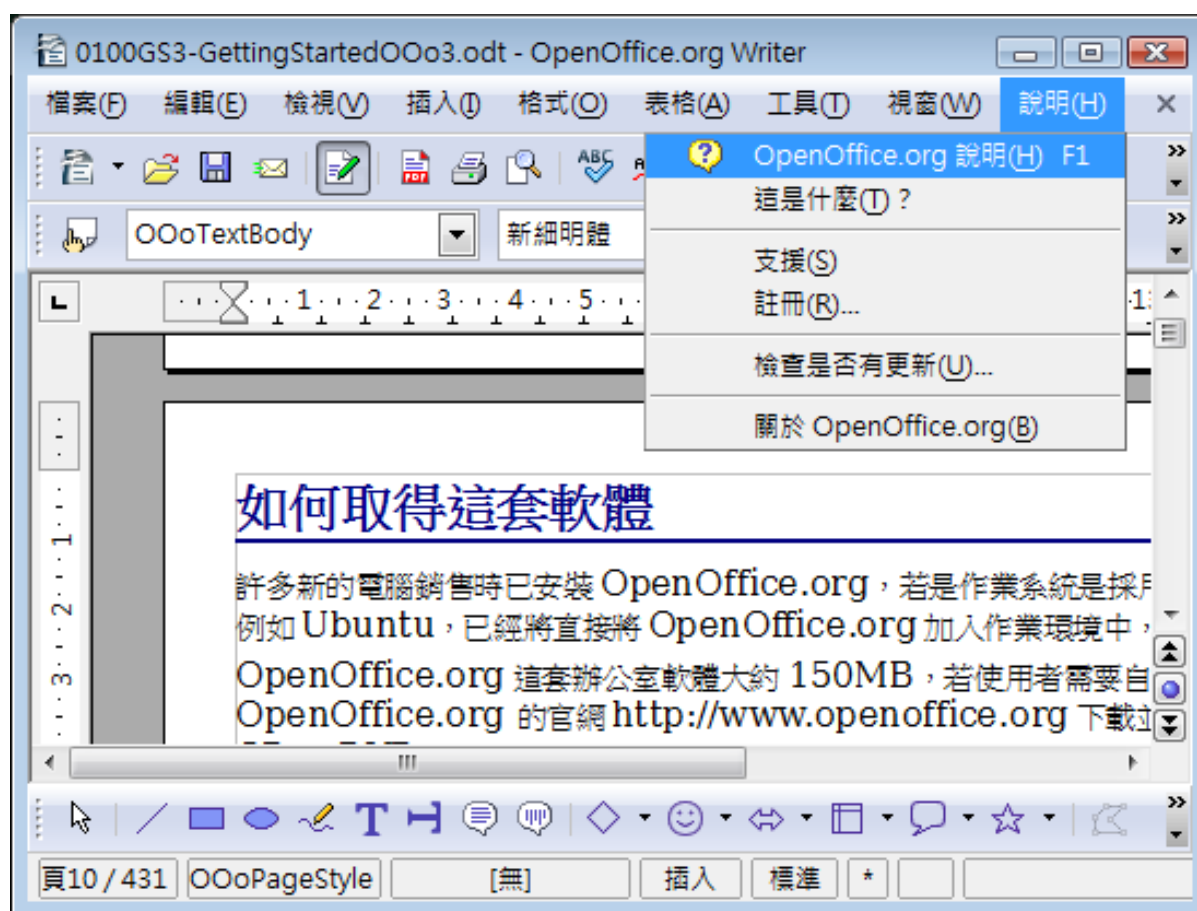 0100GS3-GettingStartedOOo3.odt - OpenOffice.org Writer
檔案(F) 編輯(E) 檢視(V) 插入(I) 格式(O) 表格(A) 工具(T) 視窗(W) 說明(H)
OpenOffice.org 說明(H) F1
這是什麼(T)？
支援(S)
註冊(R)...
檢查是否有更新(U)...
關於 OpenOffice.org(B)
PDF ABC
OOoTextBody 新細明體
1 2 3 4 5
1 2 3
如何取得這套軟體
許多新的電腦銷售時已安裝 OpenOffice.org，若是作業系統是採用
例如 Ubuntu，已經將直接將 OpenOffice.org 加入作業環境中，
OpenOffice.org 這套辦公室軟體大約 150MB，若使用者需要自
OpenOffice.org 的官網 http://www.openoffice.org 下載並
T
頁10 / 431 OOoPageStyle [無] 插入 標準 *